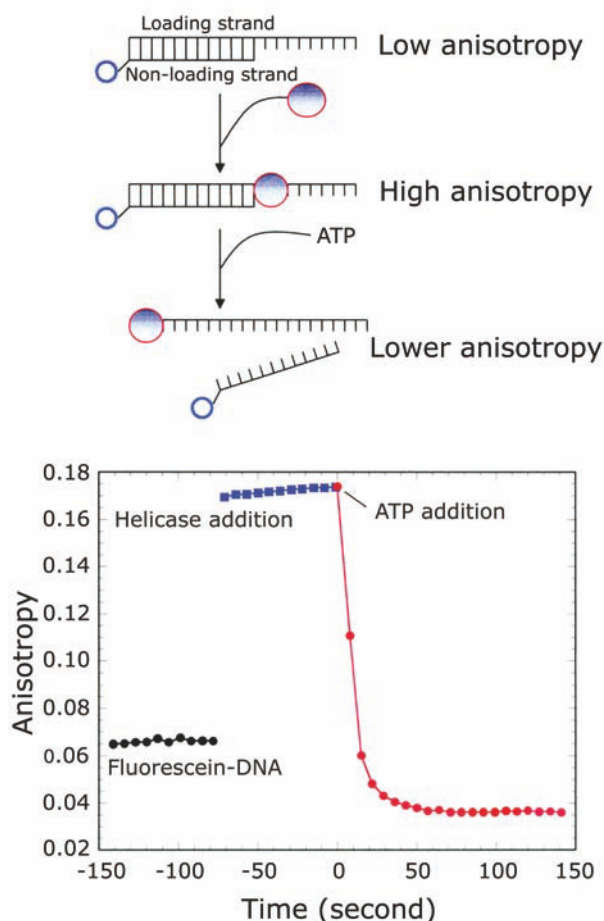 Loading strand
Low anisotropy
Non-loading strand
High anisotropy
ATP
Lower anisotropy
0.18
0.16
0.14
0.12
0.10
0.08
0.06
0.04
0.02
Anisotropy
Helicase addition
ATP addition
Fluorescein-DNA
-150 -100 -50 0 50 100 150
Time (second)